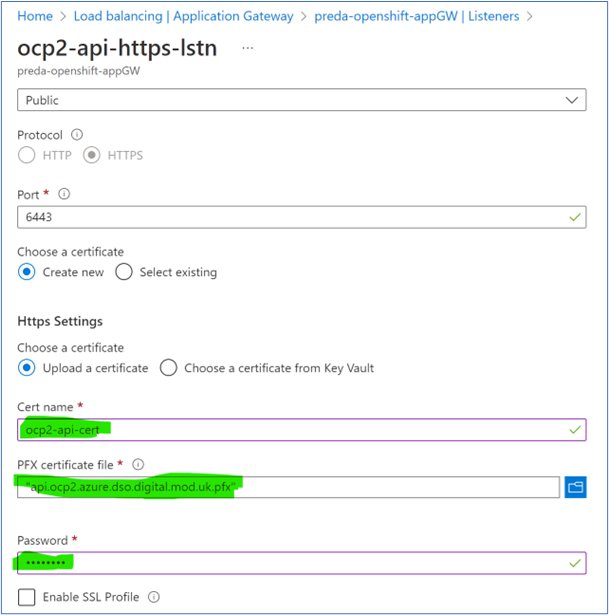 Home > Load balancing | Application Gateway > preda-openshift-appGW | Listeners >
ocp2-api-https-lstn ...
preda-openshift-appGW
Public
Protocol
HTTP HTTPS
Port *
6443
Choose a certificate
Create new Select existing
Https Settings
Choose a certificate
Upload a certificate Choose a certificate from Key Vault
Cert name *
ocp2-api-cert
PFX certificate file *
"api.ocp2.azure.dso.digital.mod.uk.pfx"
Password *
••••••••
Enable SSL Profile